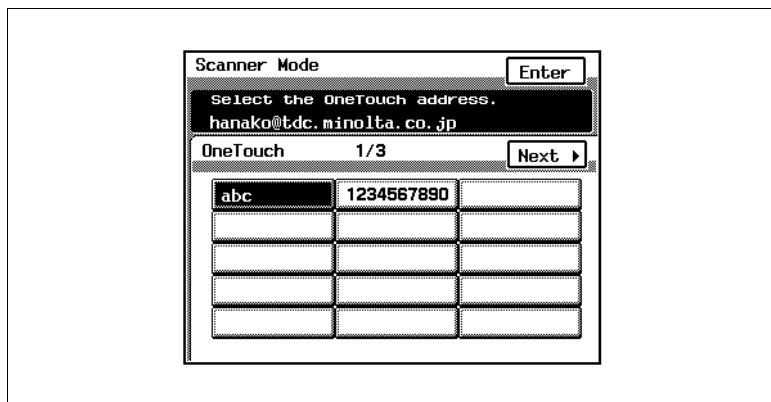 Scanner Mode
Enter
Select the OneTouch address.
hanako@tdc.minolta.co.jp
OneTouch 1/3 Next
abc 1234567890